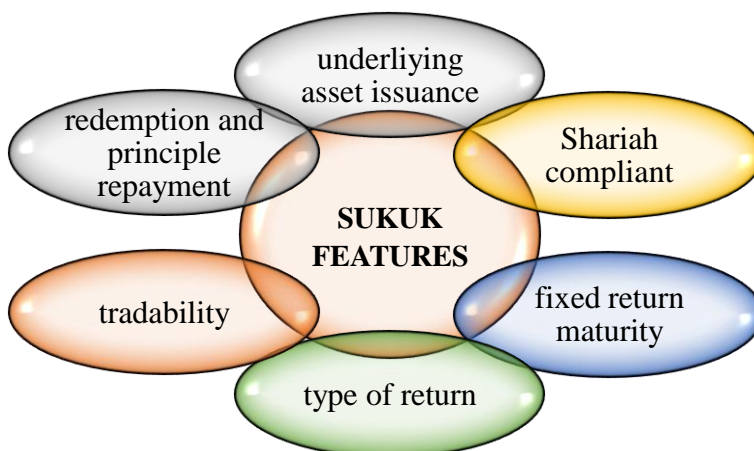 underliying
asset issuance
redemption and
principle
repayment
Shariah
compliant
SUKUK
FEATURES
tradability
fixed return
maturity
type of return